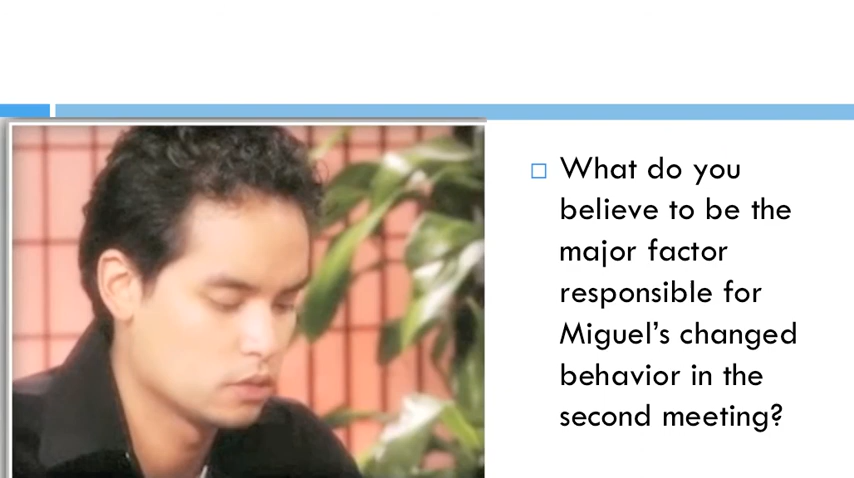 What do you
believe to be the
major factor
responsible for
Miguel’s changed
behavior in the
second meeting?